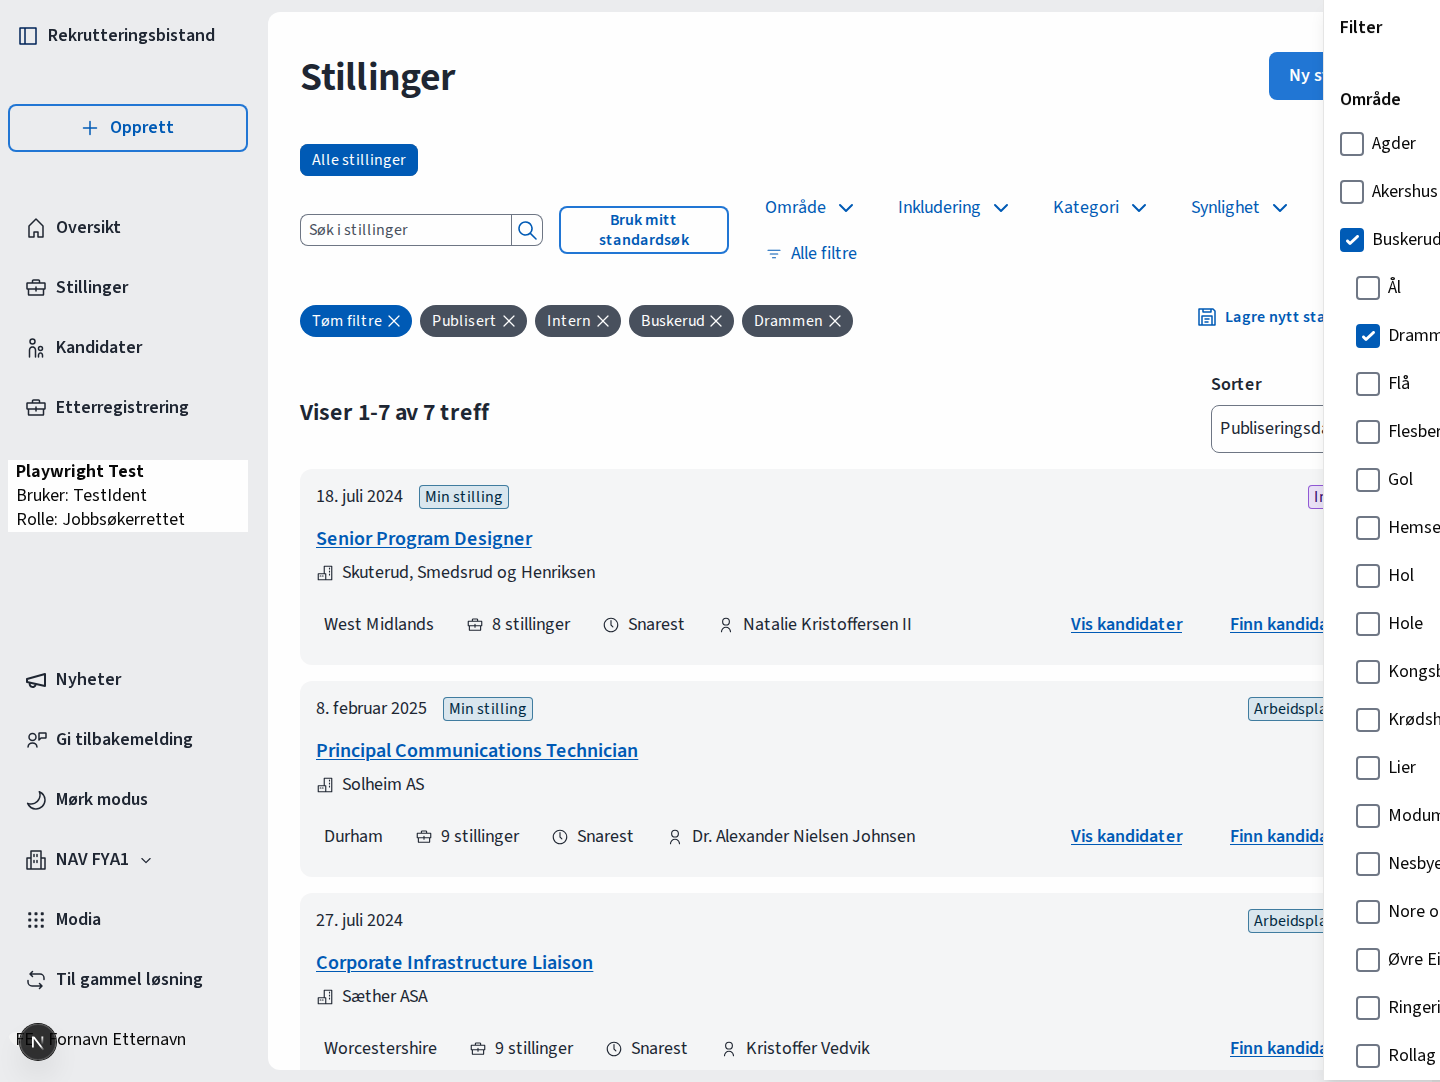 Rekrutteringsbistand
Opprett
Oversikt
Stillinger
Kandidater
Etterregistrering
Playwright Test
Bruker: TestIdent
Rolle: Jobbsøkerrettet
Nyheter
Gi tilbakemelding
Mørk modus
NAV FYA1
Modia
Til gammel løsning
Fornavn Etternavn
Stillinger
Ny s
Alle stillinger
Søk i stillinger
Bruk mitt
standardsøk
Område
Inkludering
Kategori
Synlighet
Alle filtre
Tøm filtre
Publisert
Intern
Buskerud
Drammen
Lagre nytt sta
Viser 1-7 av 7 treff
Sorter
Publiseringsda
18. juli 2024 Min stilling
Senior Program Designer
Skuterud, Smedsrud og Henriksen
West Midlands 8 stillinger Snarest Natalie Kristoffersen II Vis kandidater Finn kandida
8. februar 2025 Min stilling Arbeidspla
Principal Communications Technician
Solheim AS
Durham 9 stillinger Snarest Dr. Alexander Nielsen Johnsen Vis kandidater Finn kandida
27. juli 2024 Arbeidspla
Corporate Infrastructure Liaison
Sæther ASA
Worcestershire 9 stillinger Snarest Kristoffer Vedvik Finn kandida
Filter
Område
Agder
Akershus
Buskerud
Ål
Dramm
Flå
Flesber
Gol
Hemse
Hol
Hole
Kongsb
Krødsh
Lier
Modum
Nesbye
Nore o
Øvre Ei
Ringeri
Rollag